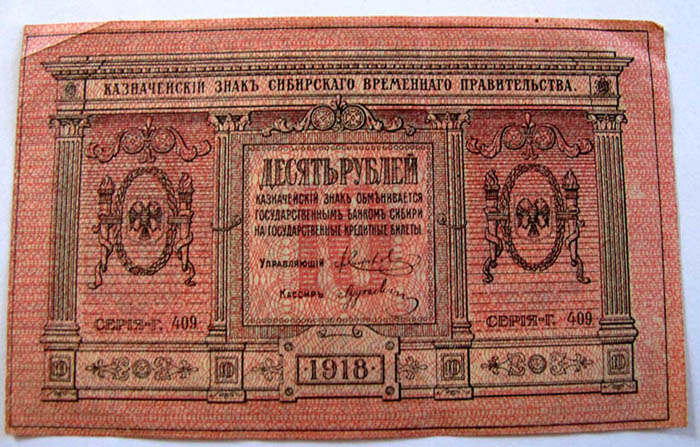 КАЗНАЧЕЙСКІЙ ЗНАКЪ СИБИРСКАГО ВРЕМЕННАГО ПРАВИТЕЛЬСТВА.
ДЕСЯТЬ РУБЛЕЙ
КАЗНАЧЕЙСКІЙ ЗНАКЪ ОБМѢНИВАЕТСЯ
ГОСУДАРСТВЕННЫМЪ БАНКОМЪ СИБИРИ
НА ГОСУДАРСТВЕННЫЕ КРЕДИТНЫЕ БИЛЕТЫ.
УПРАВЛЯЮЩІЙ
КАССИРЪ
СЕРІЯ-Г. 409
СЕРІЯ-Г. 409
10
1918